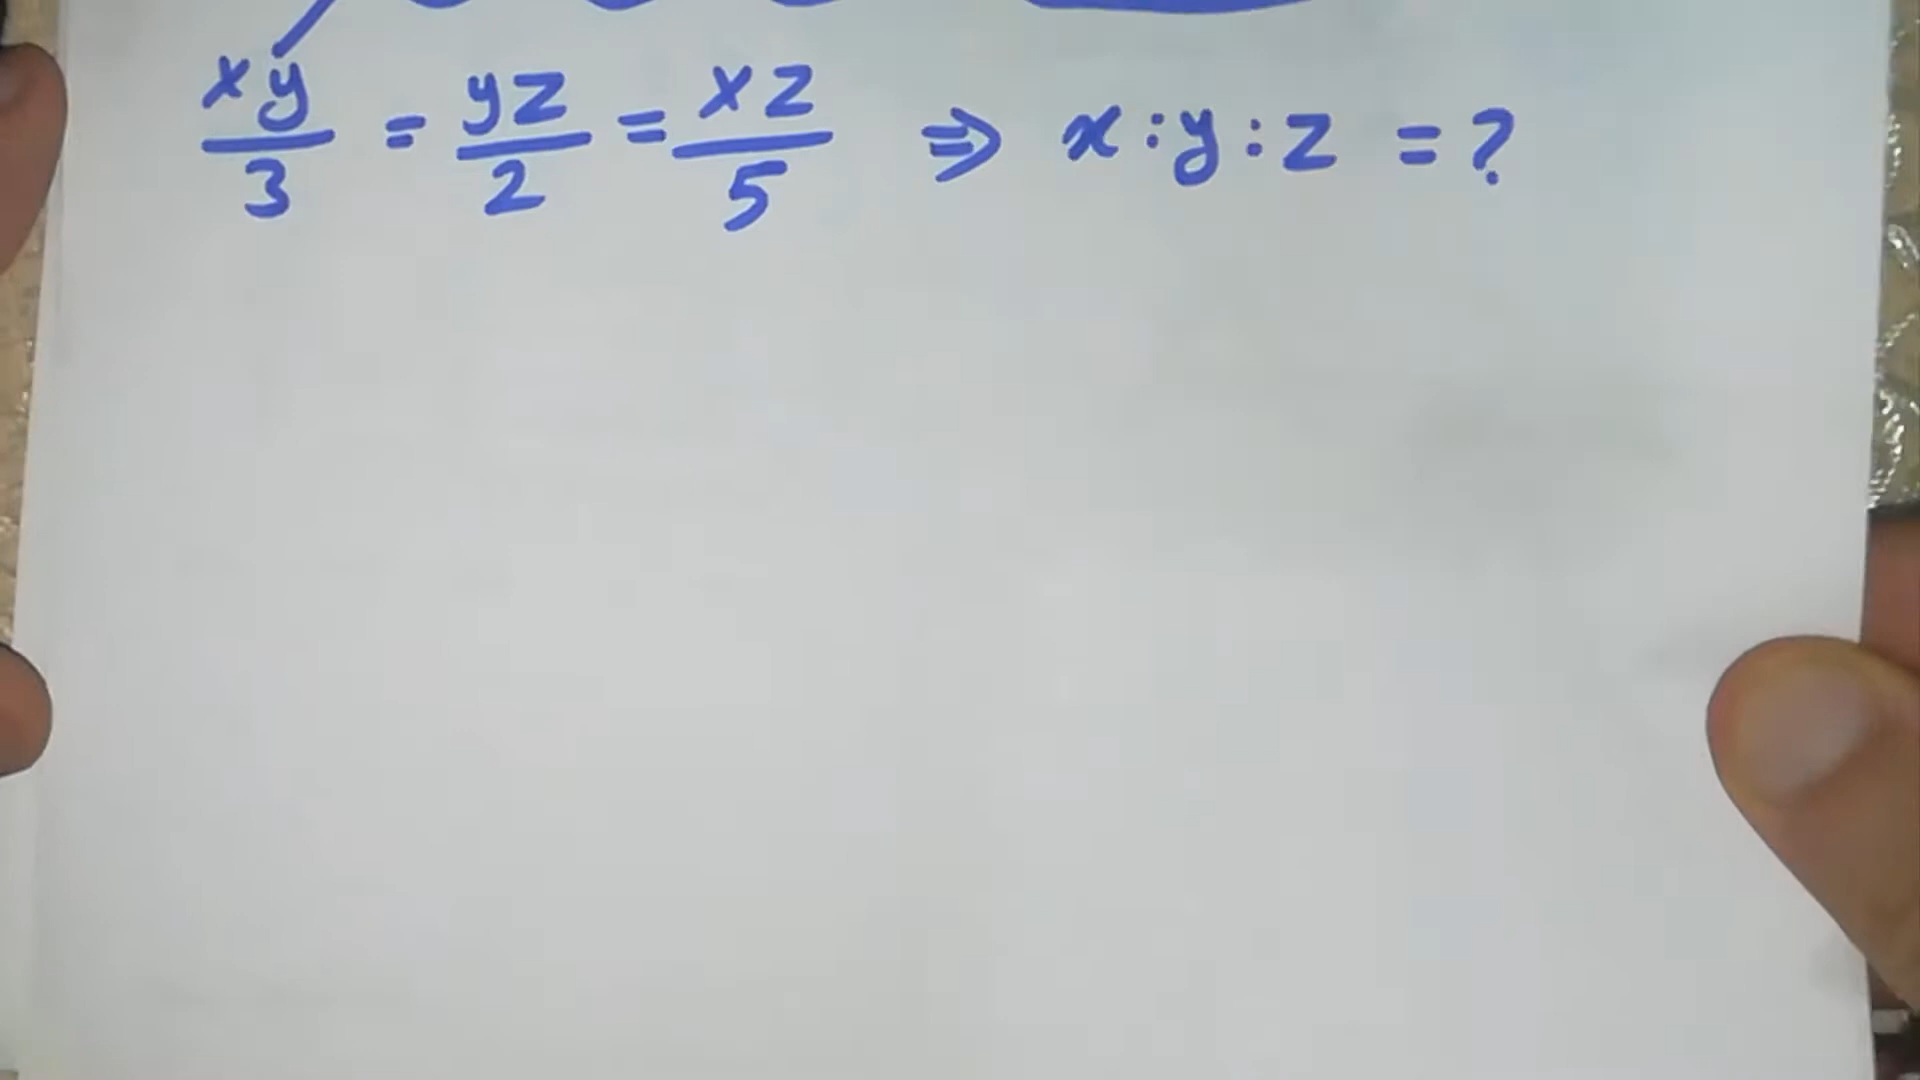 xy/3 = yz/2 = xz/5 ⇒ x:y:z = ?